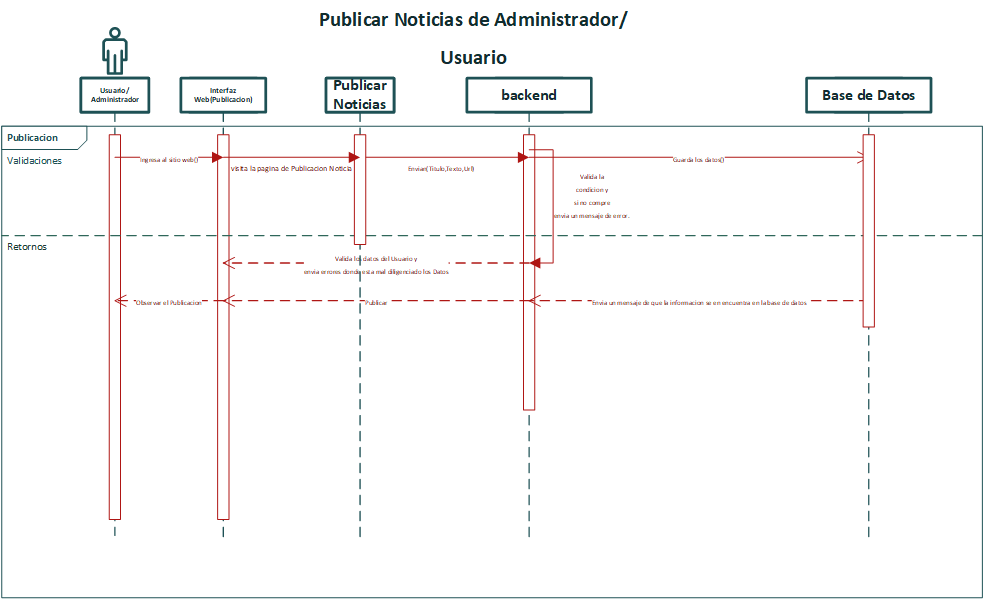 Publicar Noticias de Administrador/
Usuario
Usuario/
Administrador
Interfaz
Web(Publicacion)
Publicar
Noticias
backend
Base de Datos
Publicacion
Validaciones
Ingresa al sitio web()
visita la pagina de Publicacion Noticia
Envian(Titulo,Texto,Url)
Guarda los datos()
Valida la
condicion y
si no compre
envia un mensaje de error.
Retornos
Valida los datos del Usuario y
envia errores donde esta mal diligenciado los Datos
"Observar el Publicacion
Publicar
Envia un mensaje de que la informacion se en encuentra en la base de datos